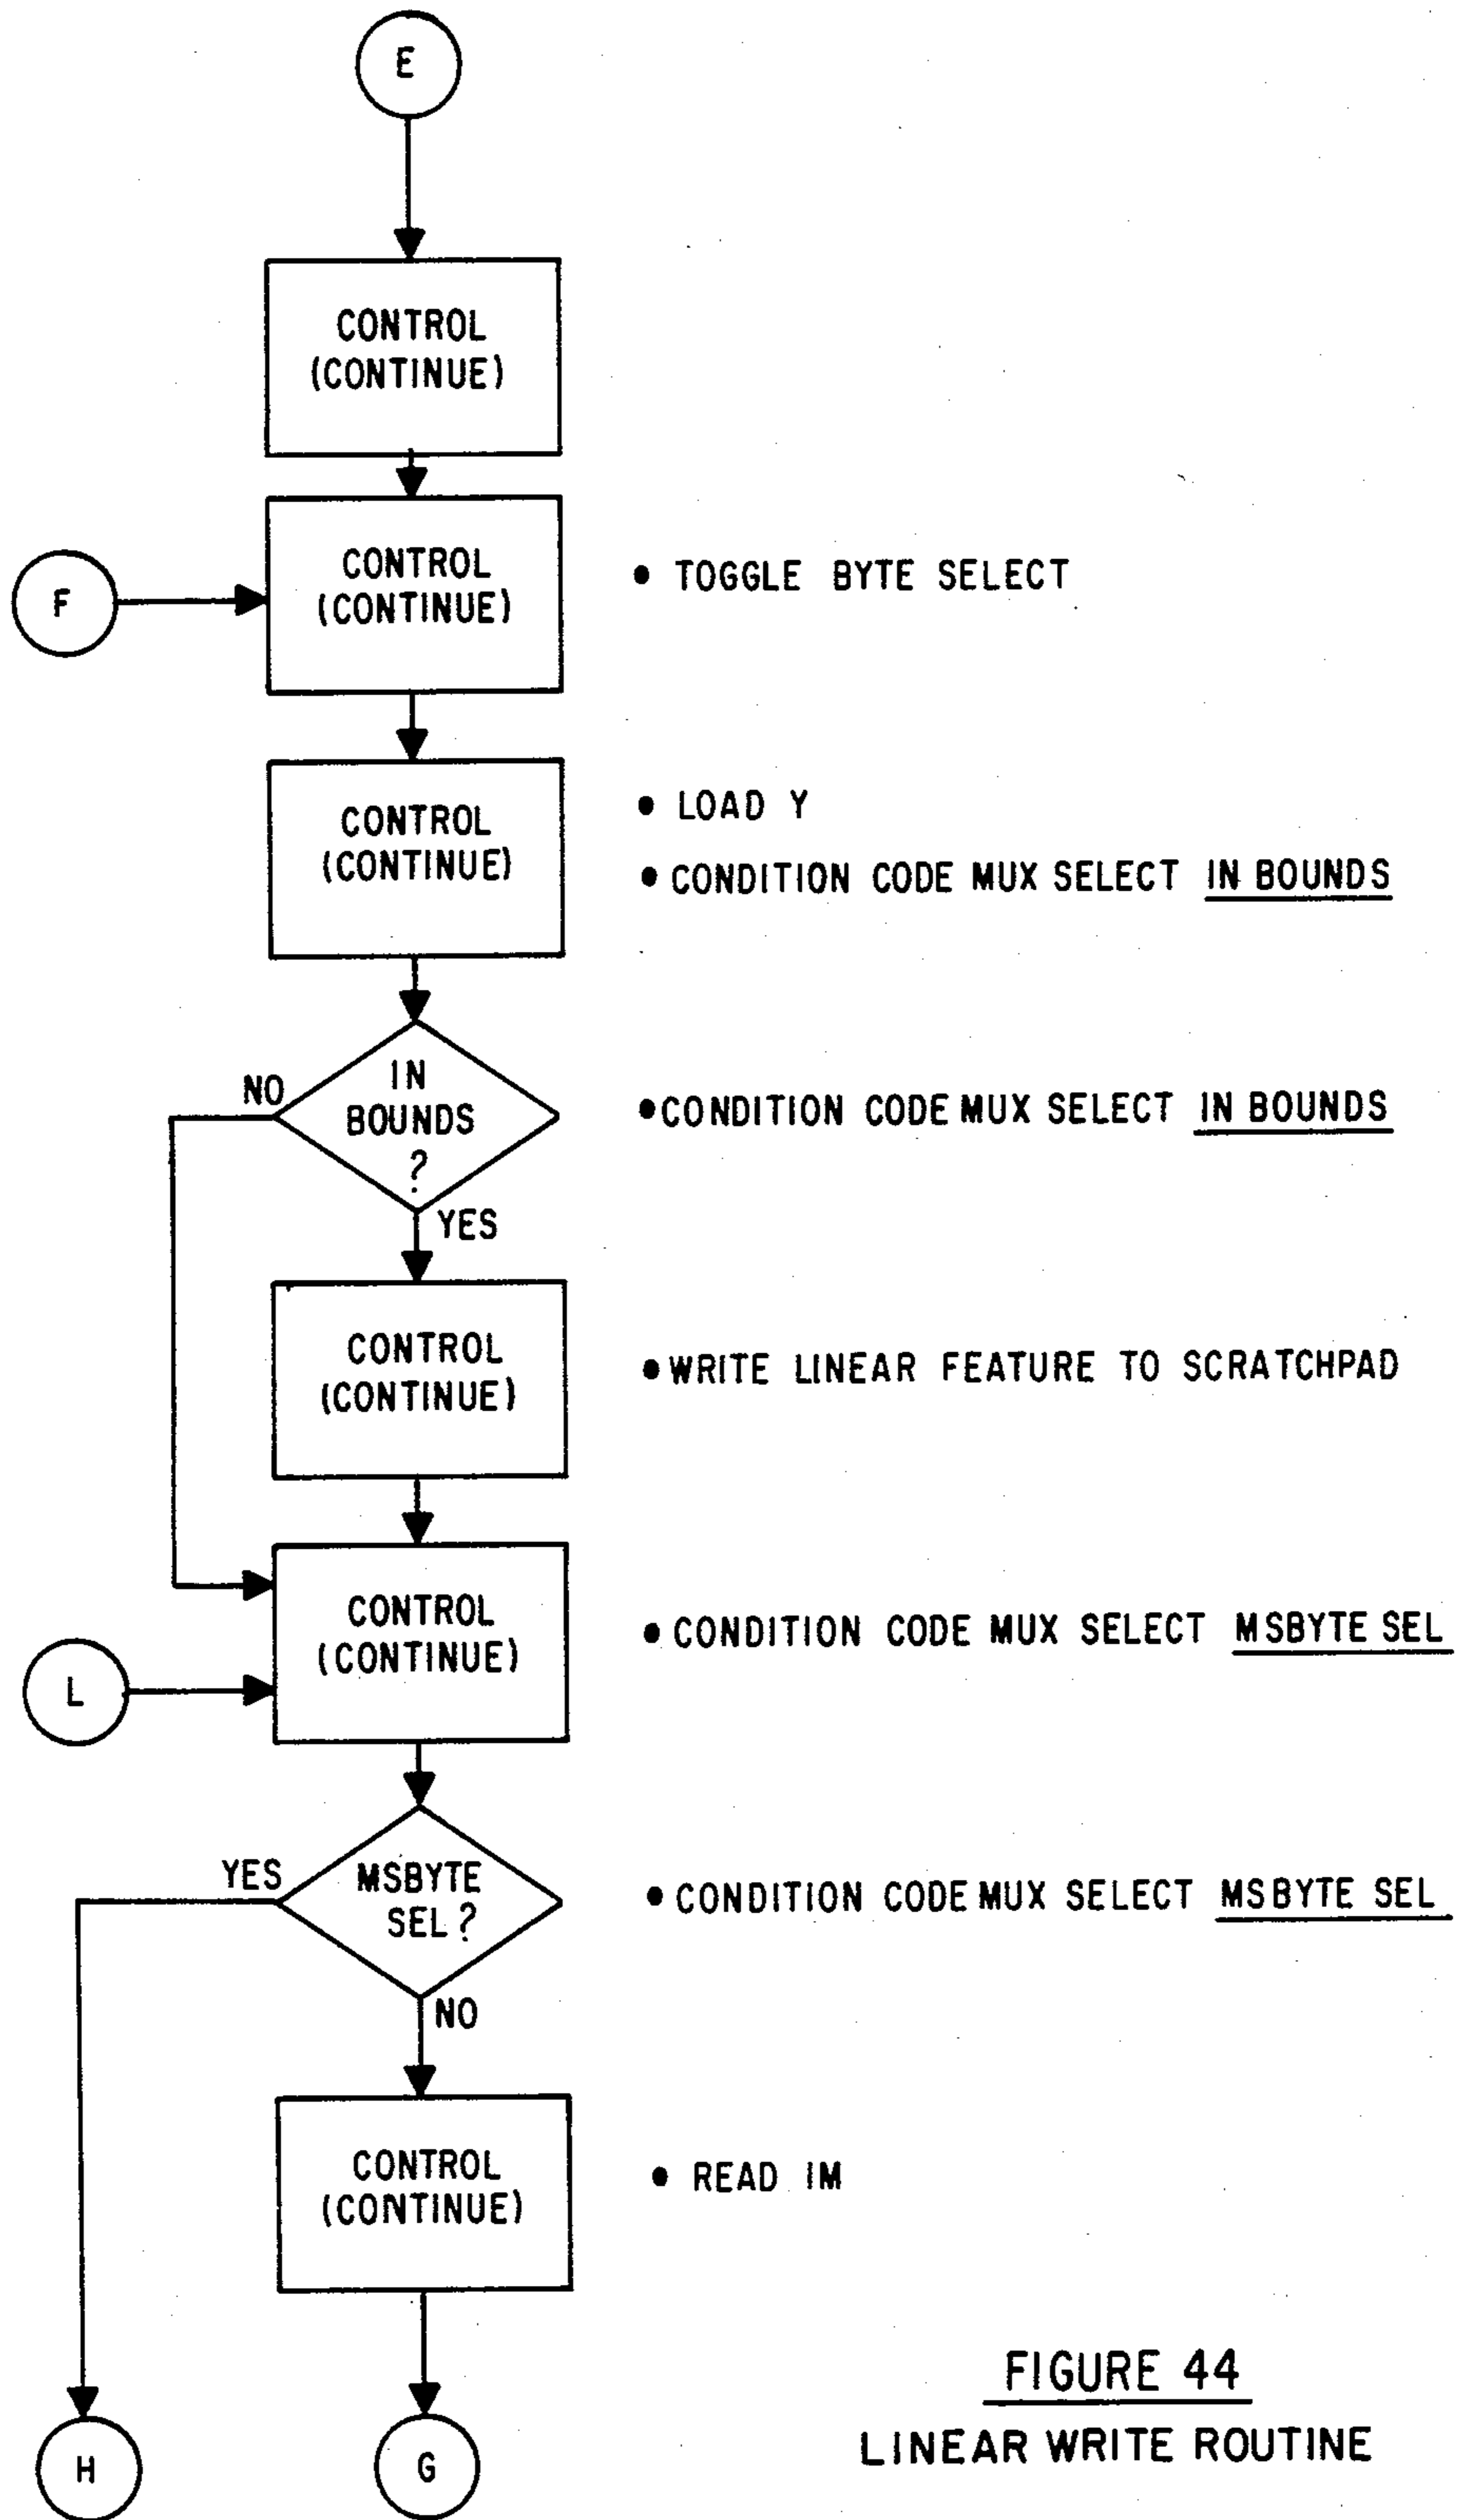 E
CONTROL
(CONTINUE)
F
CONTROL
(CONTINUE)
• TOGGLE BYTE SELECT
CONTROL
(CONTINUE)
• LOAD Y
• CONDITION CODE MUX SELECT IN BOUNDS
NO
IN
BOUNDS
?
YES
• CONDITION CODE MUX SELECT IN BOUNDS
CONTROL
(CONTINUE)
• WRITE LINEAR FEATURE TO SCRATCHPAD
L
CONTROL
(CONTINUE)
• CONDITION CODE MUX SELECT MSBYTE SEL
YES
MSBYTE
SEL?
NO
• CONDITION CODE MUX SELECT MSBYTE SEL
CONTROL
(CONTINUE)
• READ IM
H
G
FIGURE 44
LINEAR WRITE ROUTINE